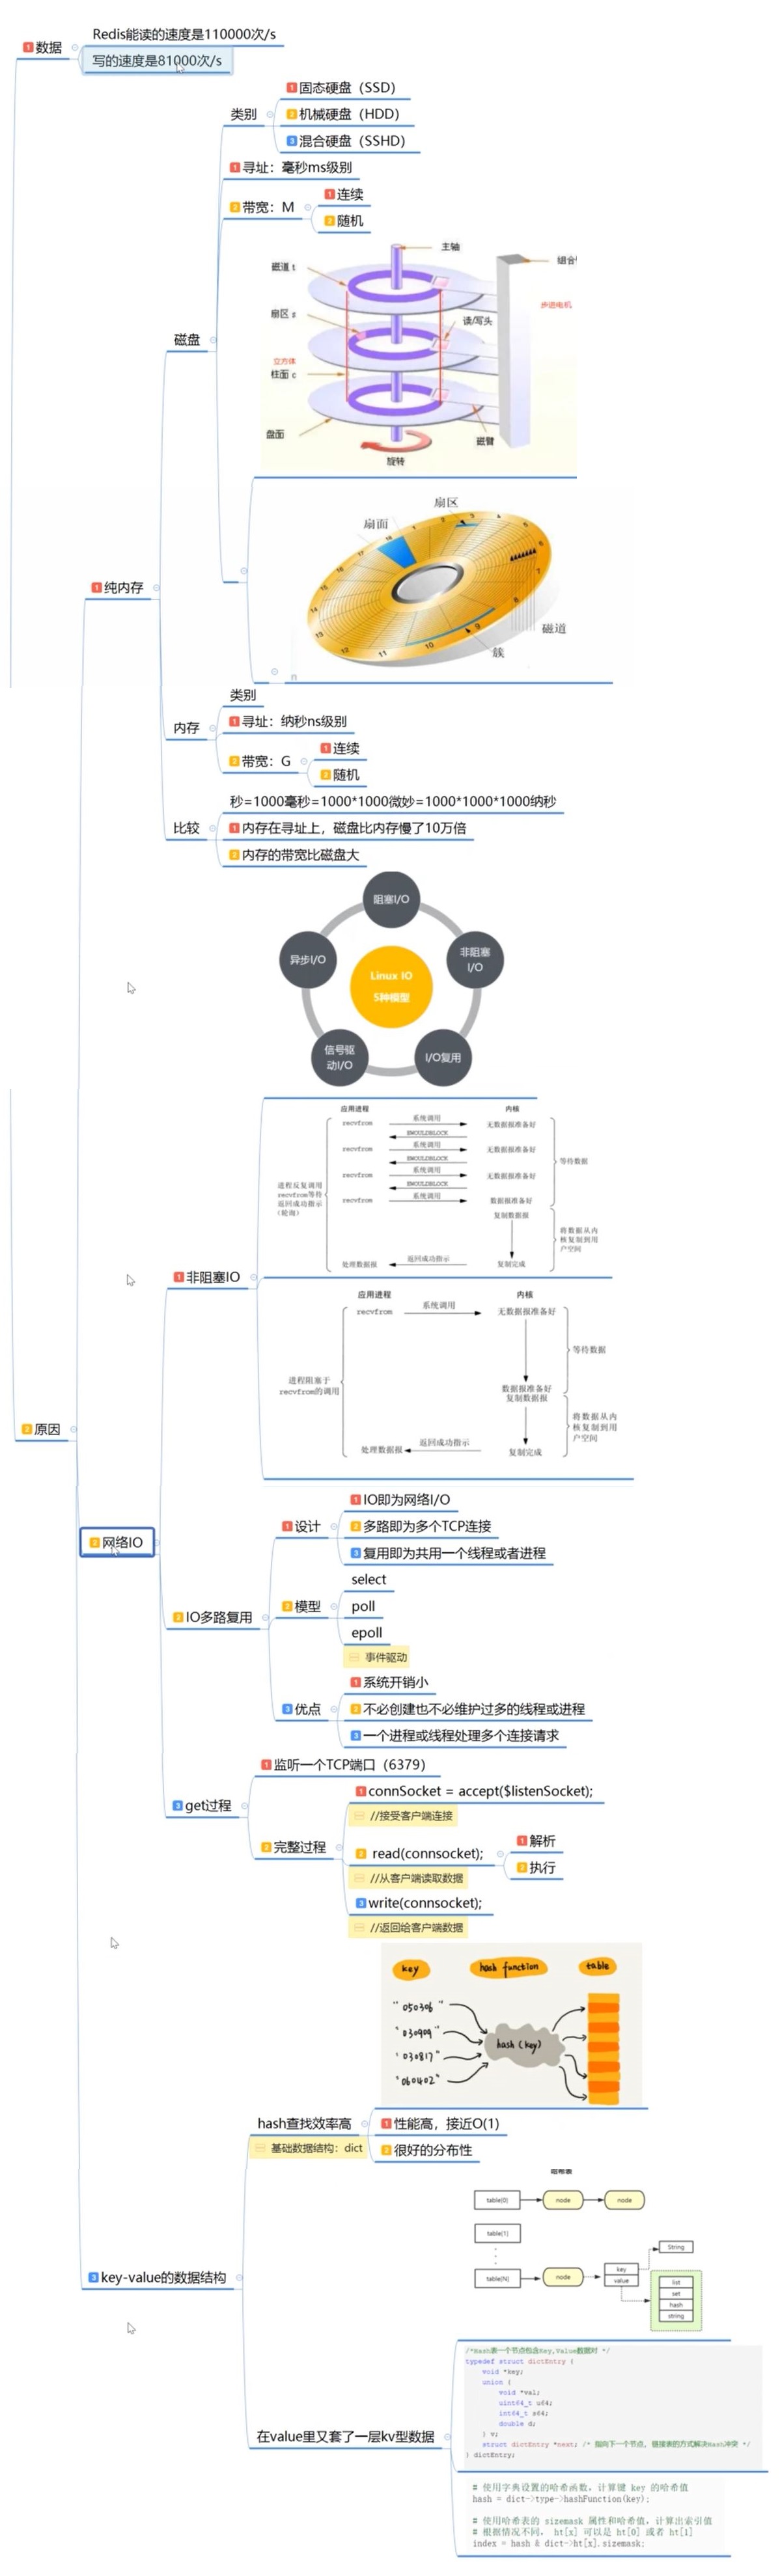 Redis能读的速度是110000次/s
数据
写的速度是81000次/s
固态硬盘（SSD）
类别
机械硬盘（HDD）
混合硬盘（SSHD）
寻址：毫秒ms级别
连续
带宽：M
随机
主轴
组合
磁道 t
步进电机
扇区 s
读/写头
磁盘
立方体
柱面 c
盘面
磁臂
旋转
扇区
扇面
1
3
4
5
6
7
8
9
10
11
12
13
14
15
16
17
18
磁道
簇
纯内存
类别
寻址：纳秒ns级别
内存
连续
带宽：G
随机
秒=1000毫秒=1000*1000微妙=1000*1000*1000纳秒
比较
内存在寻址上，磁盘比内存慢了10万倍
内存的带宽比磁盘大
阻塞I/O
异步I/O
非阻塞
I/O
Linux IO
5种模型
信号驱
动I/O
I/O复用
应用进程
内核
recvfrom
系统调用
无数据报准备好
EWOULDBLOCK
recvfrom
系统调用
无数据报准备好
等待数据
EWOULDBLOCK
recvfrom
系统调用
无数据报准备好
EWOULDBLOCK
进程反复调用
recvfrom等待
返回成功指示
（轮询）
recvfrom
系统调用
数据报准备好
复制数据报
将数据从内
核复制到用
户空间
处理数据报
返回成功指示
复制完成
非阻塞IO
应用进程
内核
recvfrom
系统调用
无数据报准备好
等待数据
进程阻塞于
recvfrom的调用
数据报准备好
复制数据报
将数据从内
核复制到用
户空间
处理数据报
返回成功指示
复制完成
原因
网络IO
IO即为网络I/O
设计
多路即为多个TCP连接
复用即为共用一个线程或者进程
select
IO多路复用
模型
poll
epoll
事件驱动
系统开销小
优点
不必创建也不必维护过多的线程或进程
一个进程或线程处理多个连接请求
监听一个TCP端口（6379）
get过程
connSocket = accept($listenSocket);
//接受客户端连接
完整过程
read(connsocket);
解析
执行
//从客户端读取数据
write(connsocket);
//返回给客户端数据
key
hash function
table
"050306"
"030909"
"030817"
"060402"
hash (key)
hash查找效率高
性能高，接近O(1)
基础数据结构：dict
很好的分布性
哈希表
table[0]
node
node
table[1]
table[N]
node
key
value
String
list
set
hash
string
key-value的数据结构
在value里又套了一层kv型数据
/*Hash表一个节点包含Key,Value数据对 */
typedef struct dictEntry {
void *key;
union {
void *val;
uint64_t u64;
int64_t s64;
double d;
} v;
struct dictEntry *next; /* 指向下一个节点, 链接表的方式解决Hash冲突 */
} dictEntry;
# 使用字典设置的哈希函数，计算键 key 的哈希值
hash = dict->type->hashFunction(key);
# 使用哈希表的 sizemask 属性和哈希值，计算出索引值
# 根据情况不同， ht[x] 可以是 ht[0] 或者 ht[1]
index = hash & dict->ht[x].sizemask;